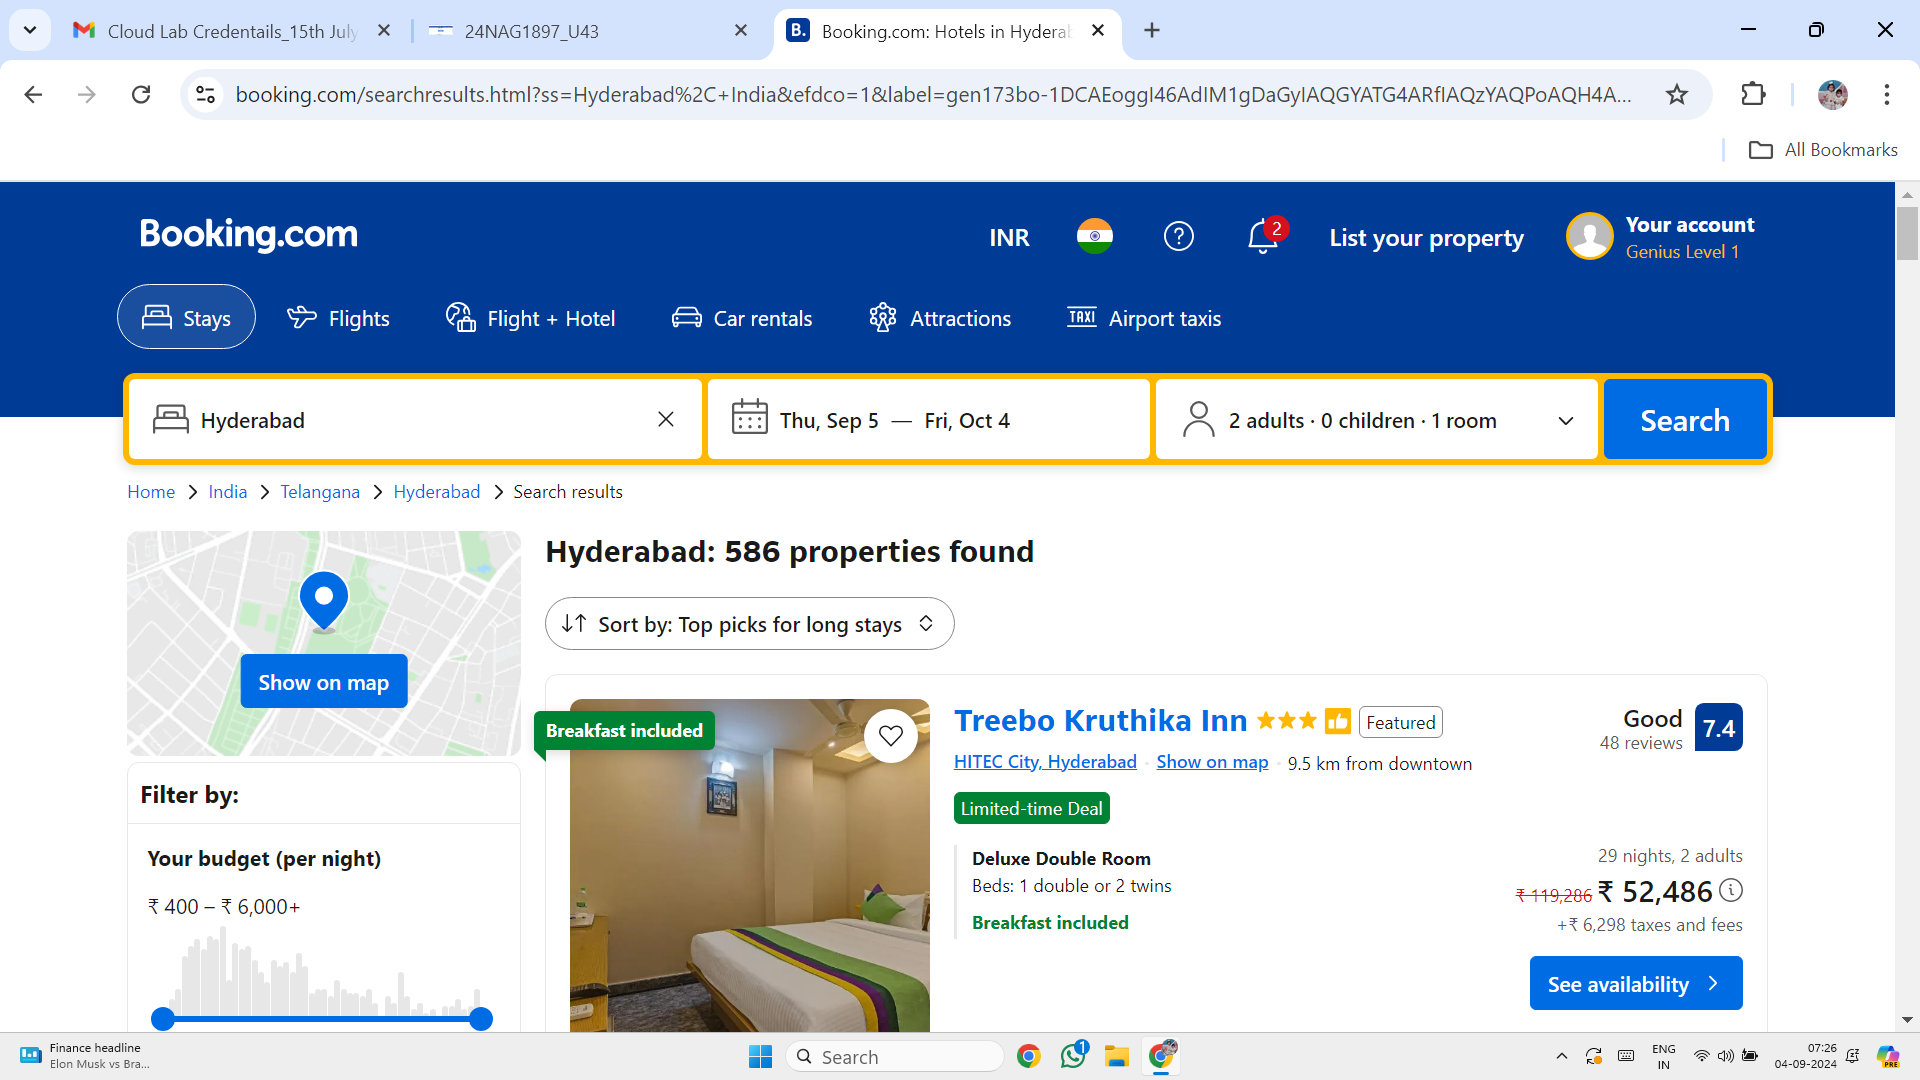 Cloud Lab Credentails_15th July
24NAG1897_U43
Booking.com: Hotels in Hyderab
booking.com/searchresults.html?ss=Hyderabad%2C+India&efdco=1&label=gen173bo-1DCAEoggI46AdIM1gDaGyIAQGYATG4ARfIAQzYAQPoAQH4A...
All Bookmarks
Booking.com
INR
2
List your property
Your account
Genius Level 1
Stays
Flights
Flight + Hotel
Car rentals
Attractions
TAXI Airport taxis
Hyderabad
Thu, Sep 5 — Fri, Oct 4
2 adults · 0 children · 1 room
Search
Home > India > Telangana > Hyderabad > Search results
Show on map
Filter by:
Your budget (per night)
₹ 400 – ₹ 6,000+
Hyderabad: 586 properties found
Sort by: Top picks for long stays
Breakfast included
Treebo Kruthika Inn
Featured
HITEC City, Hyderabad
Show on map
9.5 km from downtown
Good
48 reviews
7.4
Limited-time Deal
Deluxe Double Room
Beds: 1 double or 2 twins
Breakfast included
29 nights, 2 adults
₹ 119,286 ₹ 52,486
+₹ 6,298 taxes and fees
See availability
Finance headline
Elon Musk vs Bra...
Search
1
ENG
IN
07:26
04-09-2024
PRE